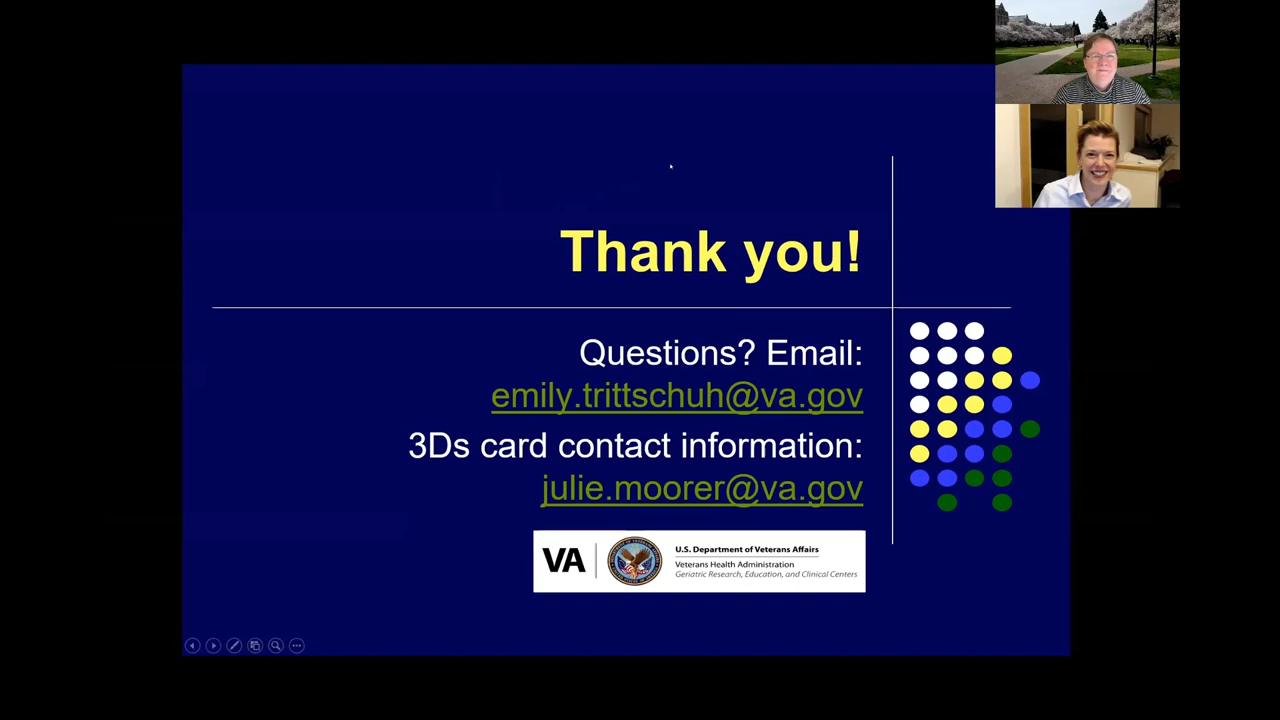 Thank you!
Questions? Email:
emily.trittschuh@va.gov
3Ds card contact information:
julie.moorer@va.gov
VA
U.S. Department of Veterans Affairs
Veterans Health Administration
Geriatric Research, Education, and Clinical Centers